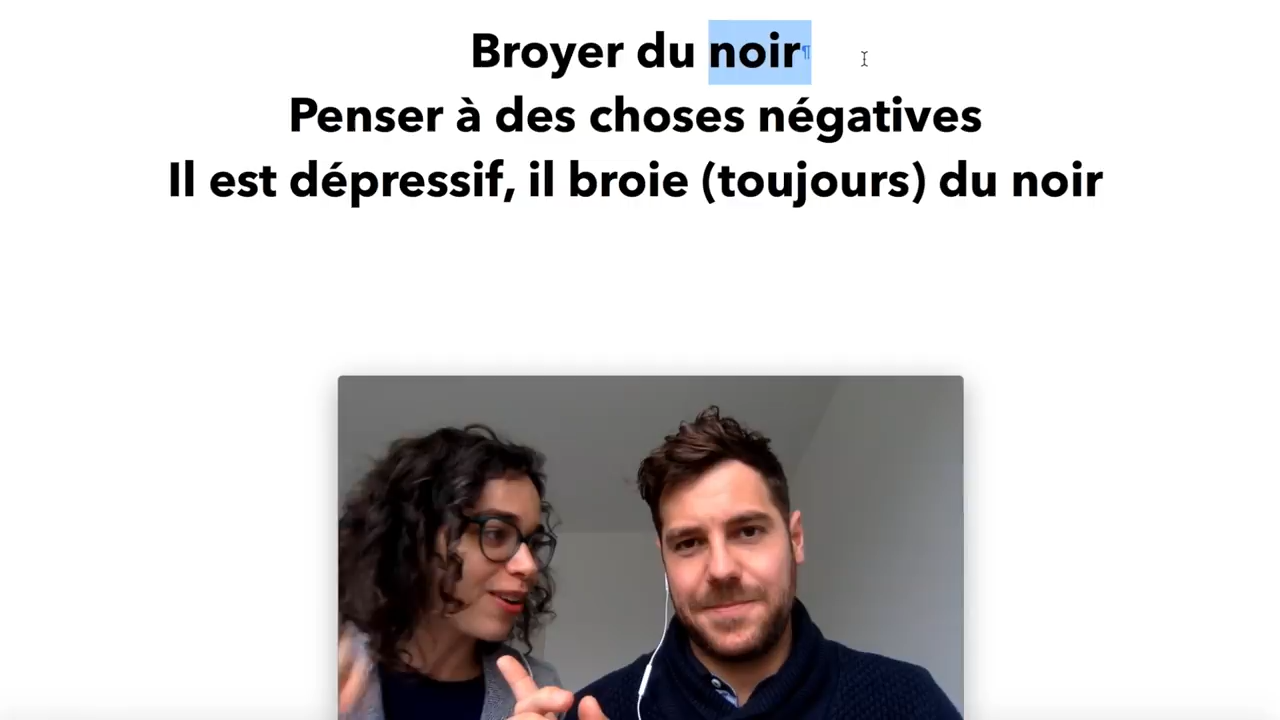 Broyer du noir¶
Penser à des choses négatives
Il est dépressif, il broie (toujours) du noir